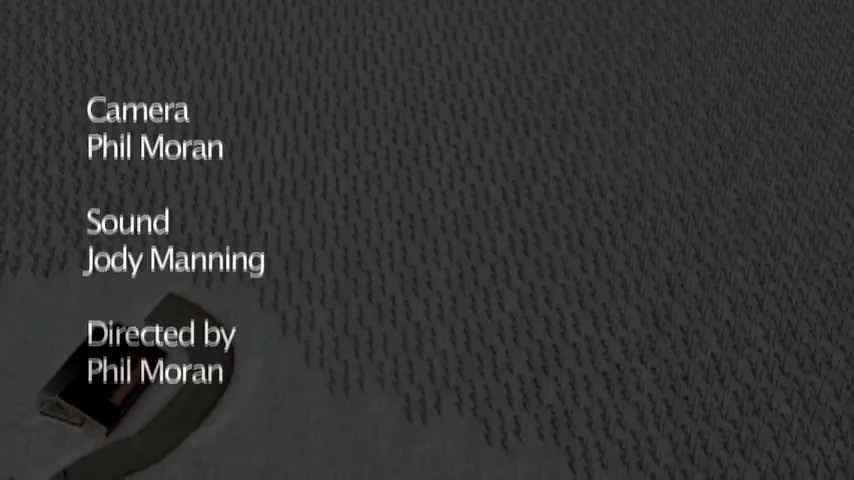 Camera
Phil Moran
Sound
Jody Manning
Directed by
Phil Moran